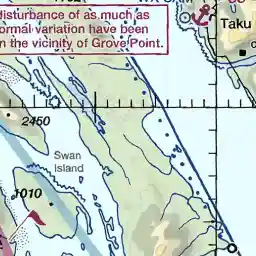 disturbance of as much as
ormal variation have been
n the vicinity of Grove Point.
Taku
2450
Swan
Island
1010